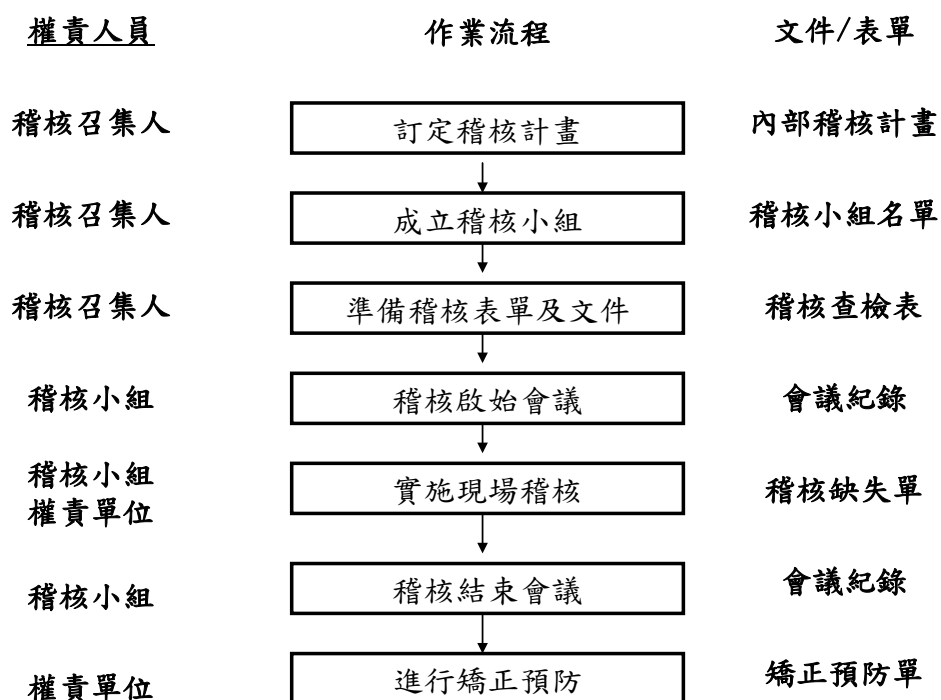 權責人員 作業流程 文件/表單
稽核召集人 訂定稽核計畫 內部稽核計畫
稽核召集人 成立稽核小組 稽核小組名單
稽核召集人 準備稽核表單及文件 稽核查檢表
稽核小組 稽核啟始會議 會議紀錄
稽核小組
權責單位 實施現場稽核 稽核缺失單
稽核小組 稽核結束會議 會議紀錄
權責單位 進行矯正預防 矯正預防單